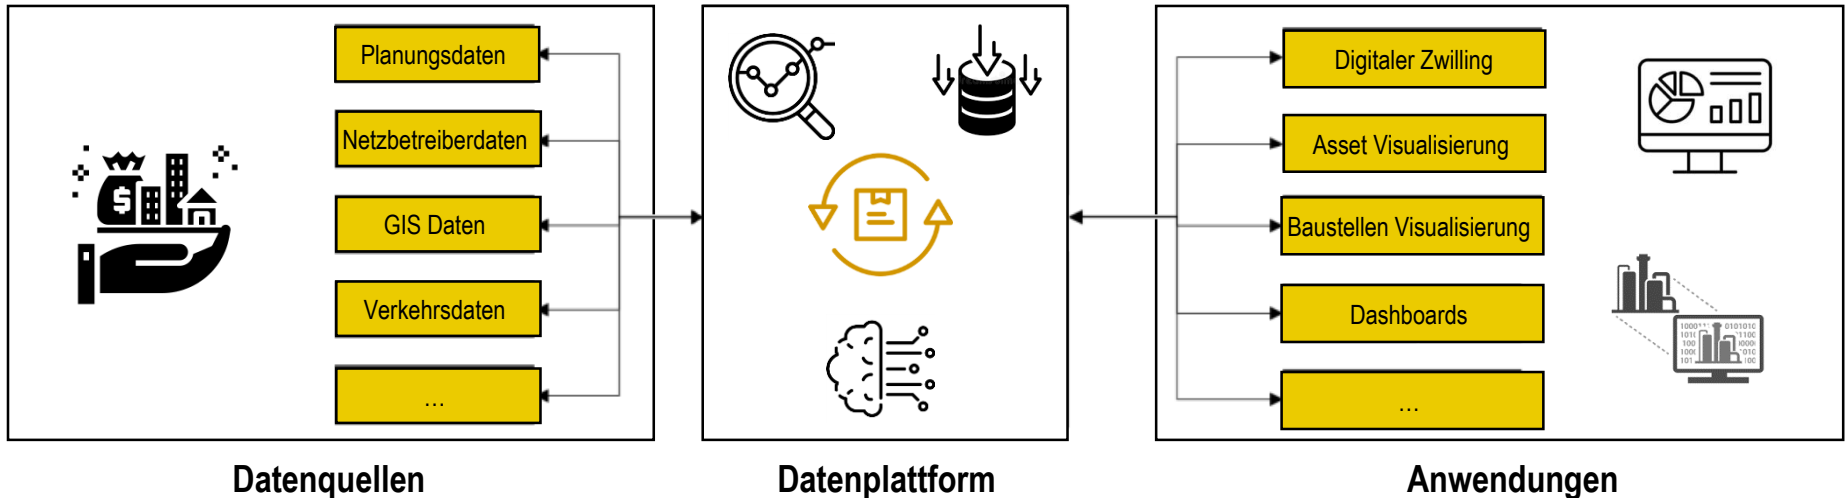 Planungsdaten
Netzbetreiberdaten
GIS Daten
Verkehrsdaten
...
Datenquellen
$
Datenplattform
Digitaler Zwilling
Asset Visualisierung
Baustellen Visualisierung
Dashboards
...
Anwendungen